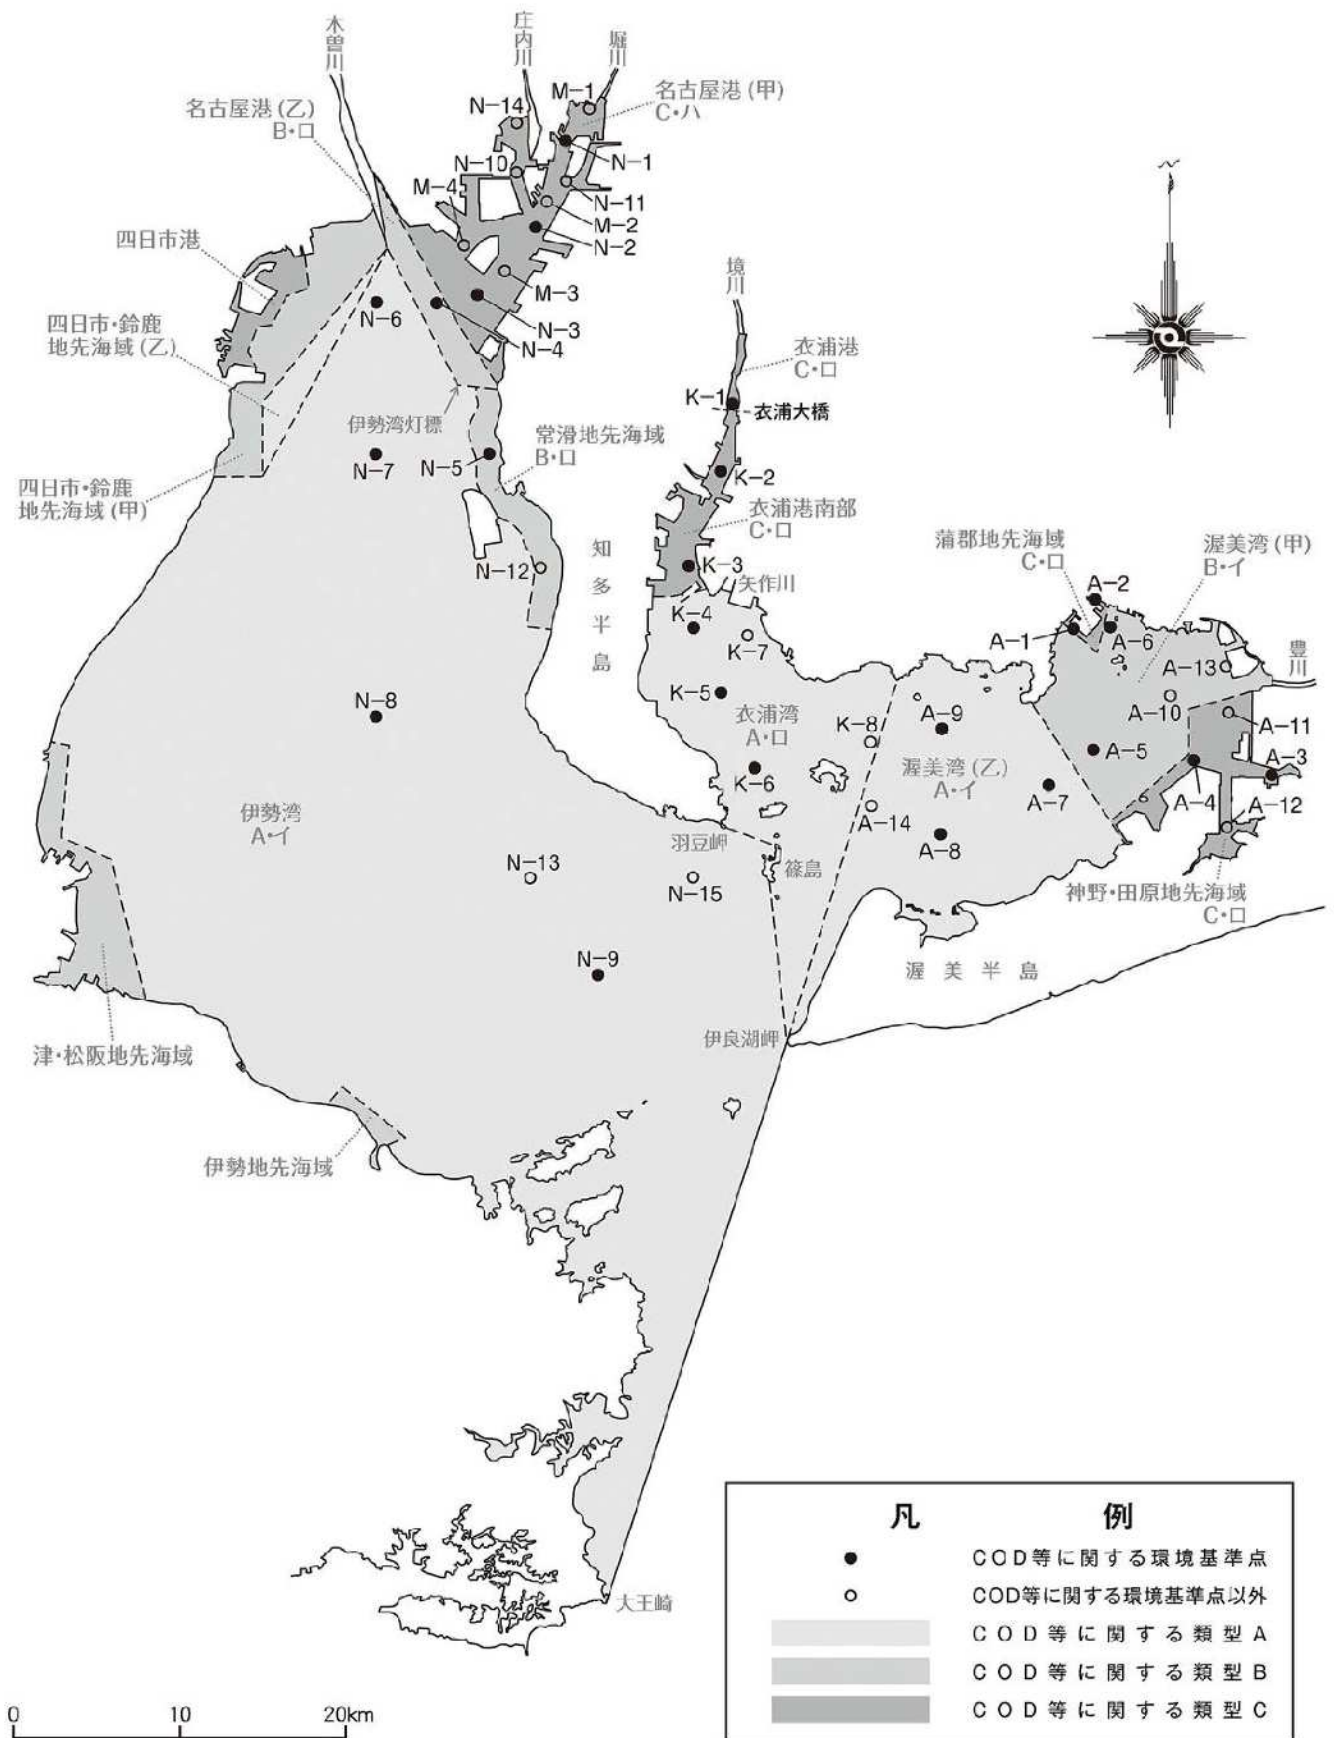 木曽川
庄内川
堀川
名古屋港(乙)
B・ロ
N-14
M-1
名古屋港(甲)
C・ハ
N-1
N-10
M-4
N-11
M-2
N-2
四日市港
M-3
境川
N-6
N-3
N-4
四日市・鈴鹿
地先海域(乙)
衣浦港
C・ロ
K-1
衣浦大橋
伊勢湾灯標
常滑地先海域
B・ロ
N-7
N-5
K-2
四日市・鈴鹿
地先海域(甲)
衣浦港南部
C・ロ
知多半島
蒲郡地先海域
C・ロ
渥美湾(甲)
B・イ
N-12
K-3
矢作川
A-2
K-4
K-7
A-1
A-6
A-13
豊川
K-5
N-8
衣浦湾
A・ロ
K-8
A-9
A-10
A-11
A-5
A-3
K-6
渥美湾(乙)
A・イ
A-7
A-4
A-12
伊勢湾
A・イ
A-14
羽豆岬
A-8
N-13
N-15
篠島
神野・田原地先海域
C・ロ
N-9
渥美半島
伊良湖岬
津・松阪地先海域
伊勢地先海域
大王崎
凡例
COD等に関する環境基準点
COD等に関する環境基準点以外
COD等に関する類型A
COD等に関する類型B
COD等に関する類型C
0 10 20km